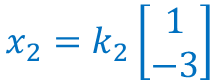 x₂ = k₂ [1
-3]